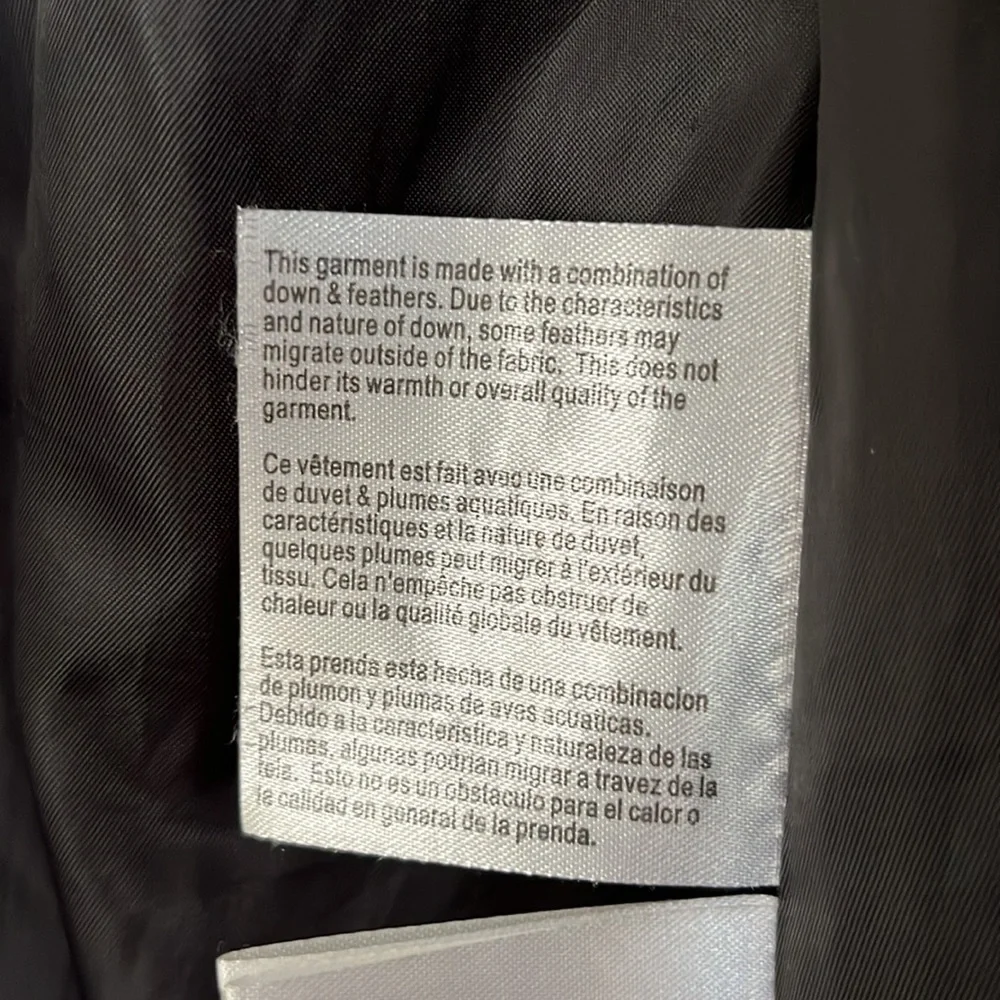 This garment is made with a combination of
down & feathers. Due to the characteristics
and nature of down, some feathers may
migrate outside of the fabric. This does not
hinder its warmth or overall quality of the
garment.
Ce vêtement est fait avec une combinaison
de duvet & plumes aquatiques. En raison des
caractéristiques et la nature de duvet,
quelques plumes peut migrer à l'extérieur du
tissu. Cela n'empêche pas obstruer de
chaleur ou la qualité globale du vêtement.
Esta prenda esta hecha de una combinacion
de plumon y plumas de aves acuaticas.
Debido a la caracteristica y naturaleza de las
plumas, algunas podrian migrar a travez de la
tela. Esto no es un obstaculo para el calor o
la calidad en general de la prenda.